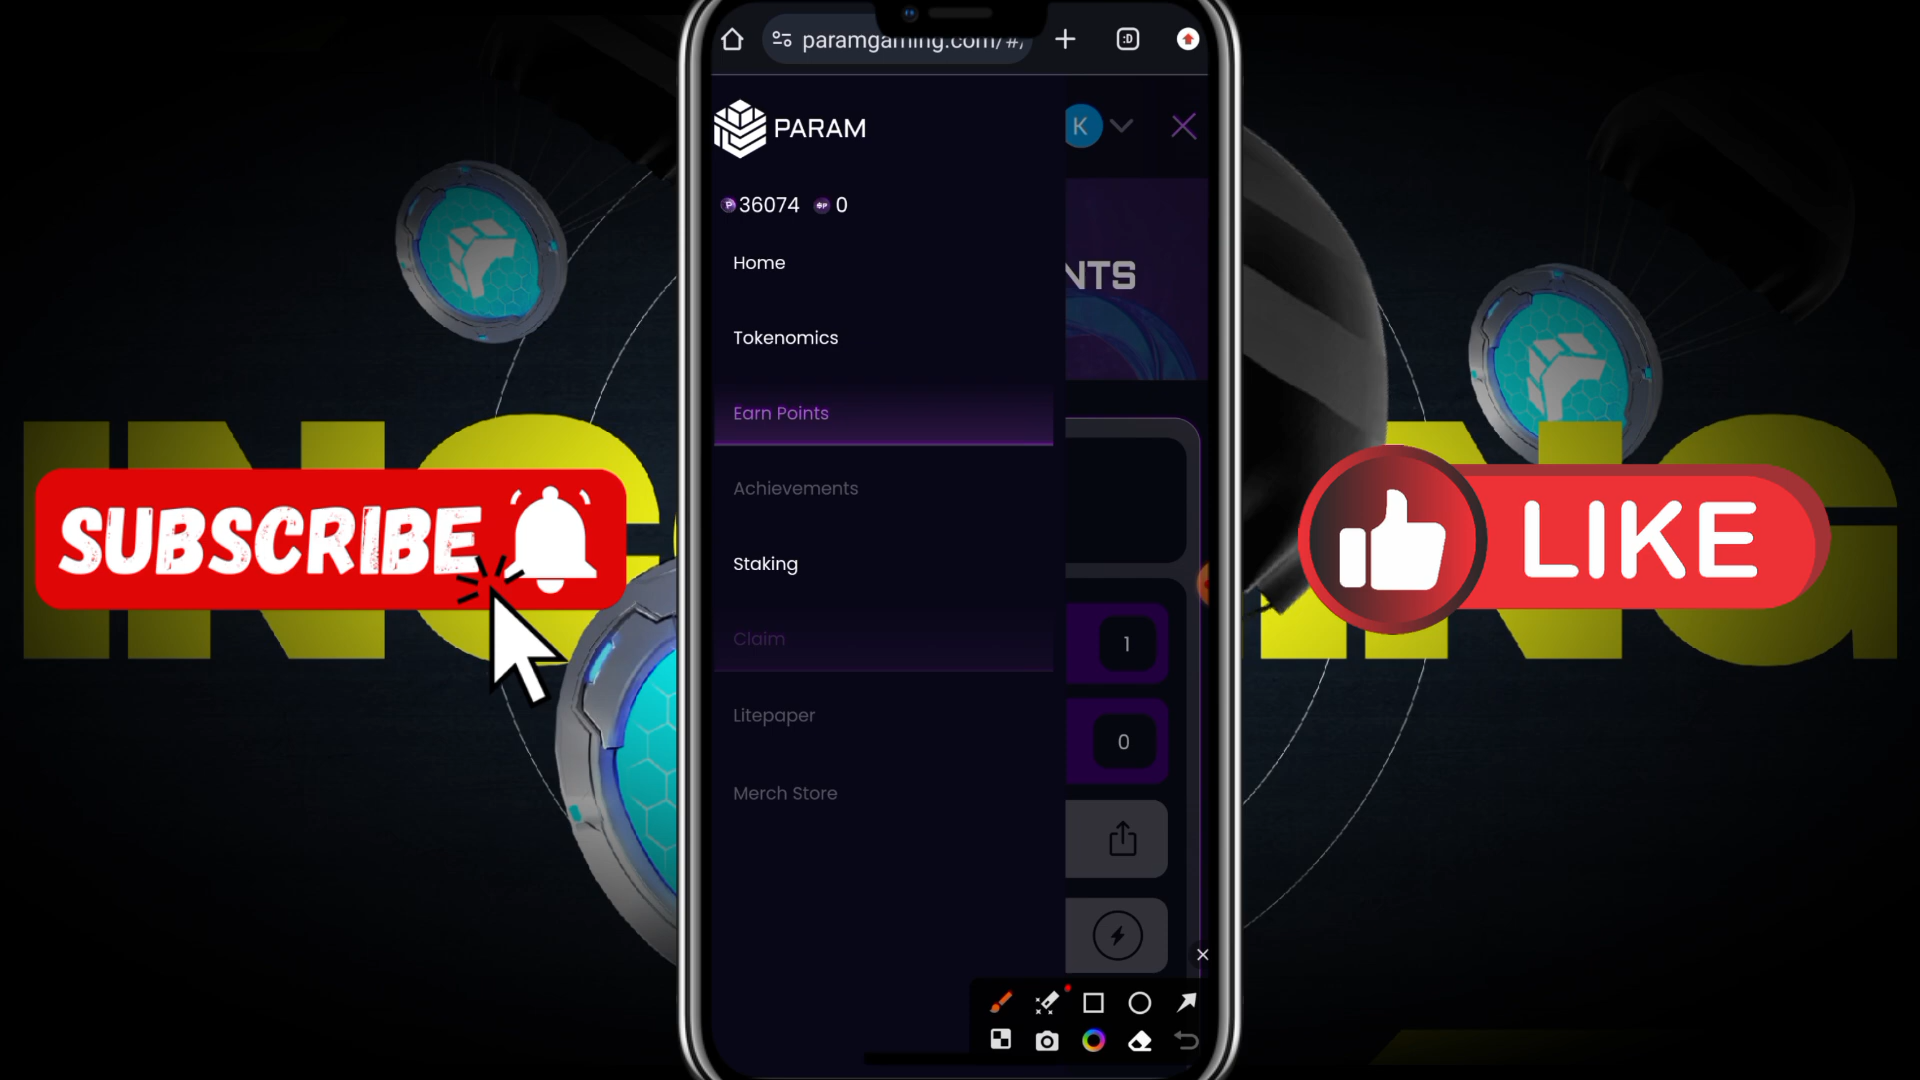 paramgaming.com/#/
:D
PARAM
K
36074 0
Home
NTS
Tokenomics
Earn Points
Achievements
SUBSCRIBE
LIKE
Staking
Claim
1
Litepaper
0
Merch Store